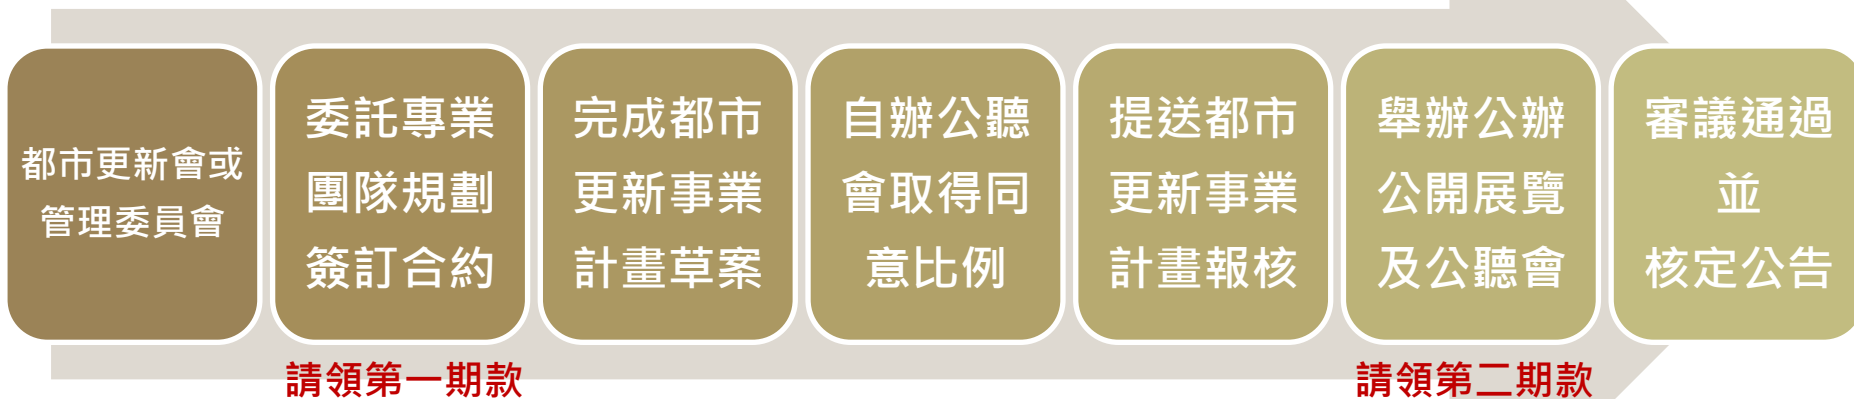 都市更新會或
管理委員會
委託專業
團隊規劃
簽訂合約
完成都市
更新事業
計畫草案
自辦公聽
會取得同
意比例
提送都市
更新事業
計畫報核
舉辦公辦
公開展覽
及公聽會
審議通過
並
核定公告
請領第一期款
請領第二期款